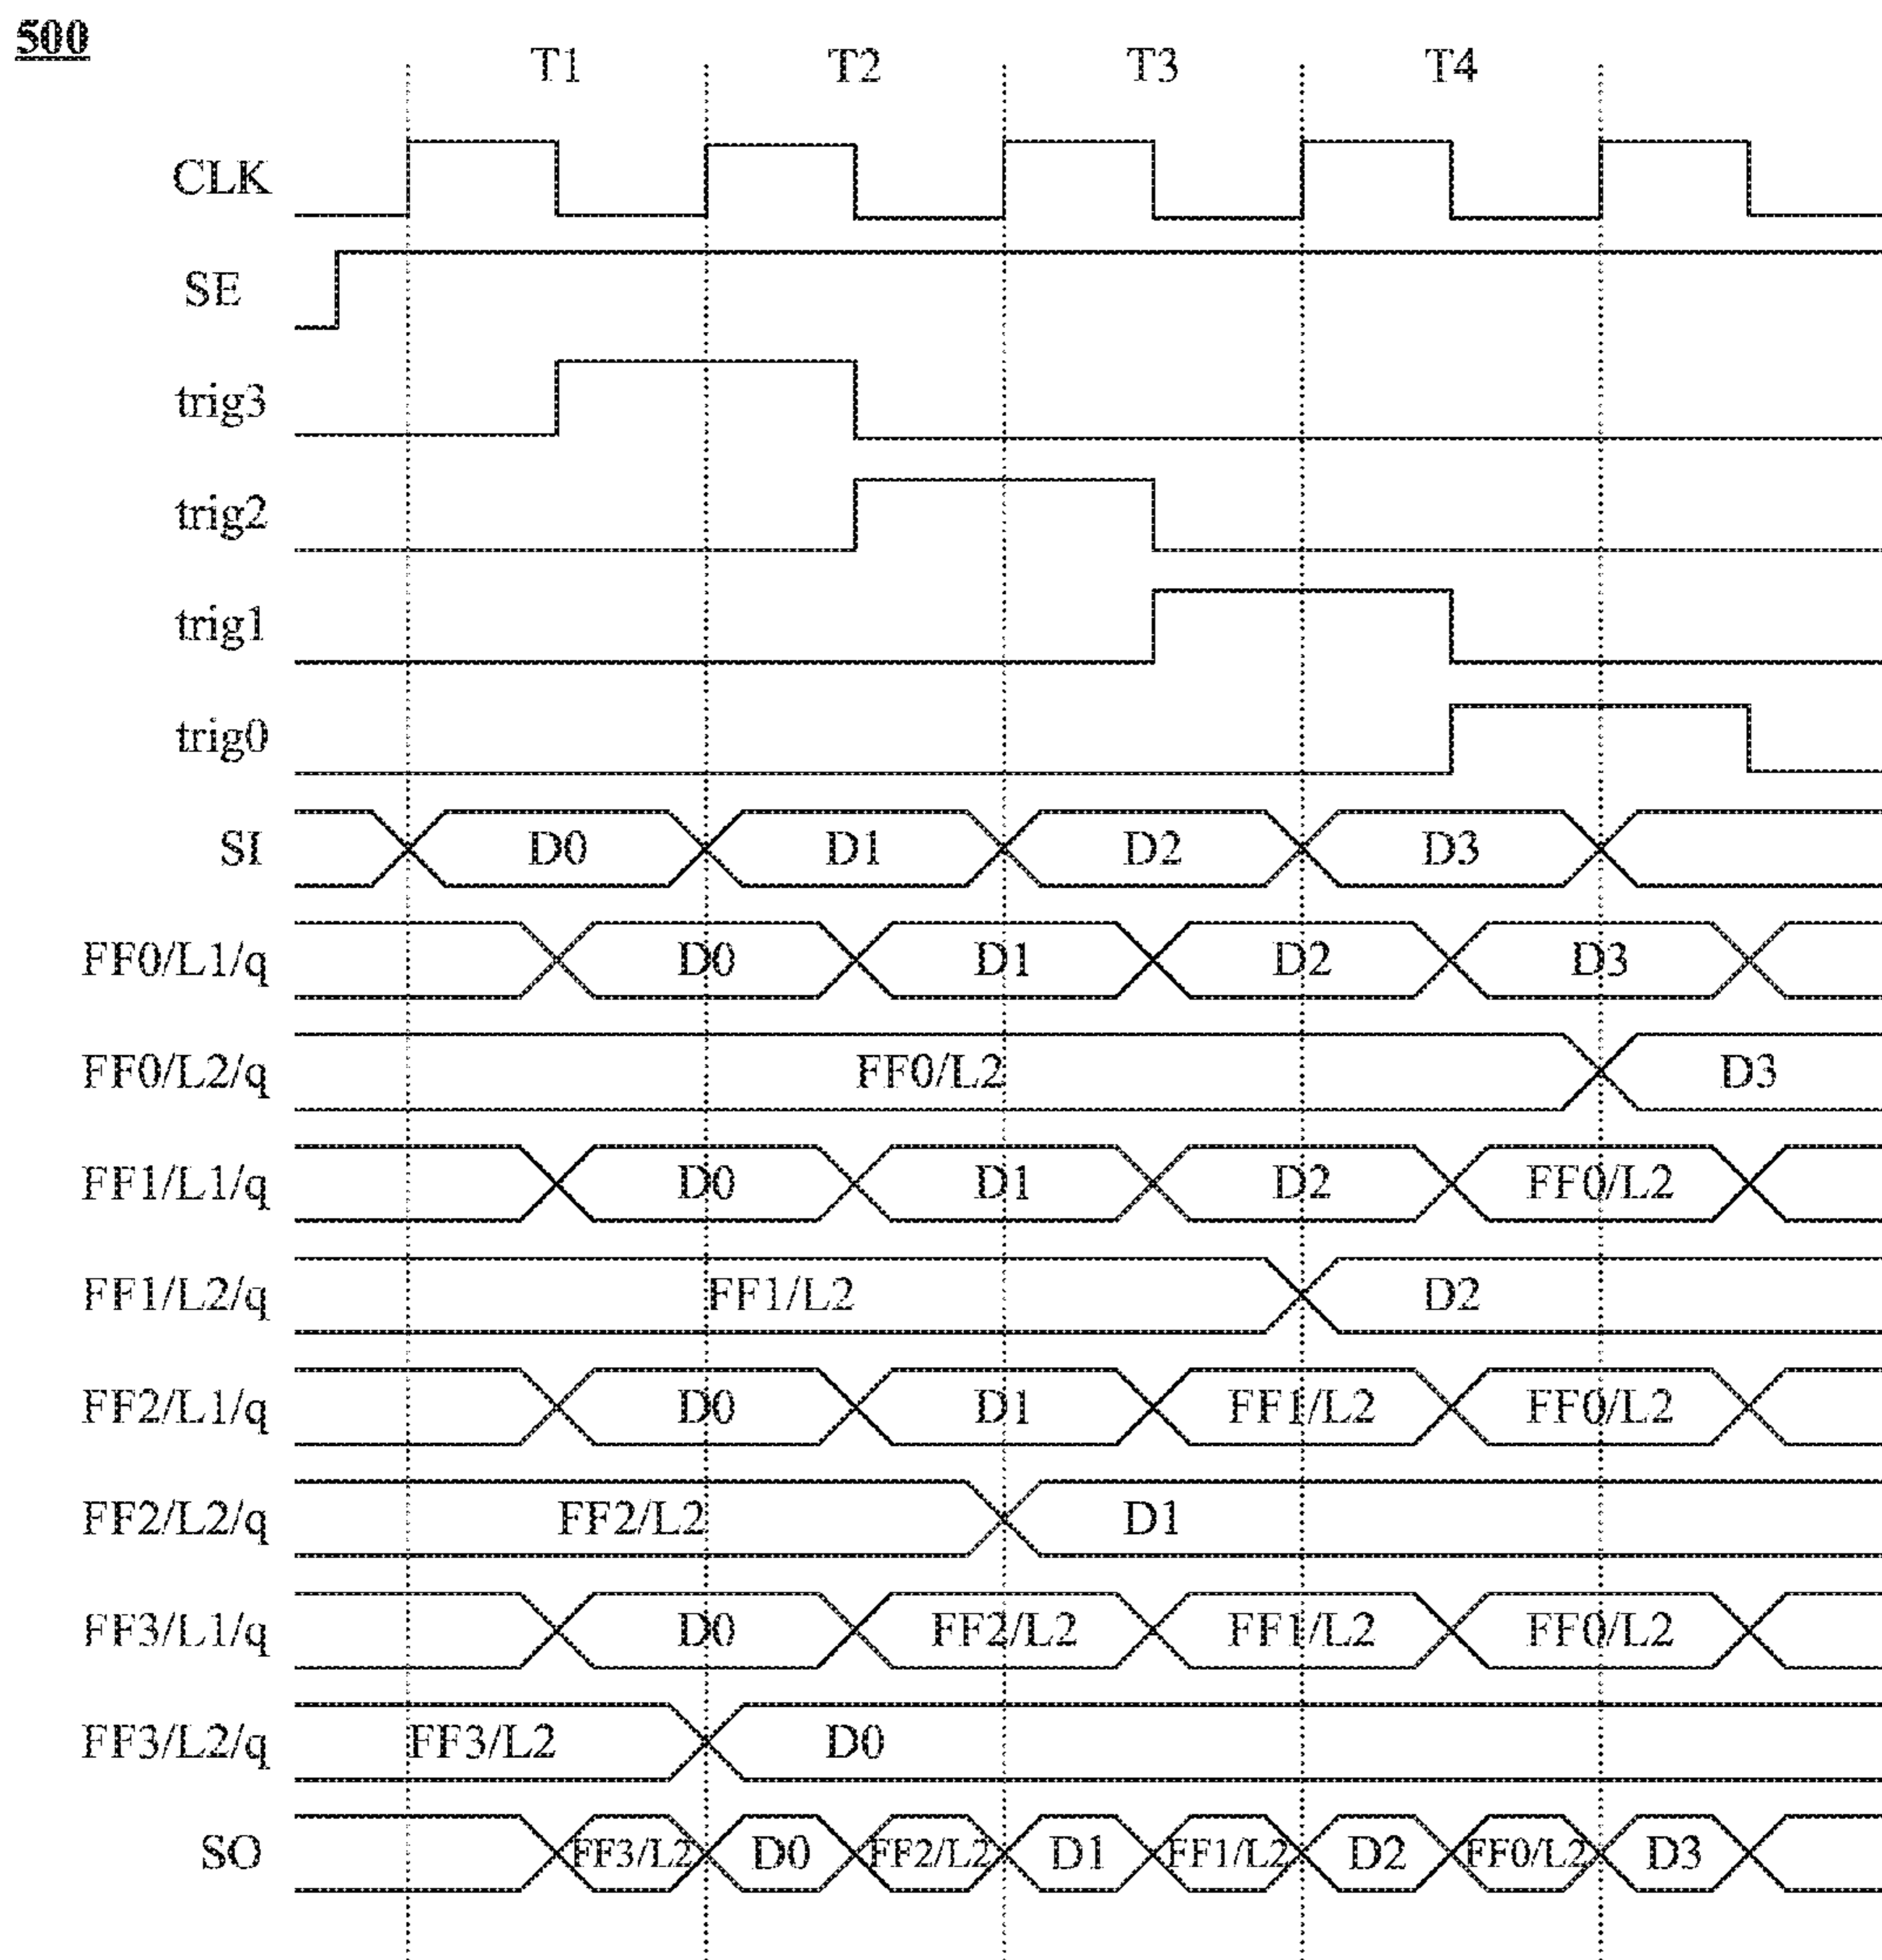 500
T1 T2 T3 T4
CLK
SE
trig3
trig2
trig1
trig0
SI D0 D1 D2 D3
FF0/L1/q D0 D1 D2 D3
FF0/L2/q FF0/L2 D3
FF1/L1/q D0 D1 D2 FF0/L2
FF1/L2/q FF1/L2 D2
FF2/L1/q D0 D1 FF1/L2 FF0/L2
FF2/L2/q FF2/L2 D1
FF3/L1/q D0 FF2/L2 FF1/L2 FF0/L2
FF3/L2/q FF3/L2 D0
SO FF3/L2 D0 FF2/L2 D1 FF1/L2 D2 FF0/L2 D3